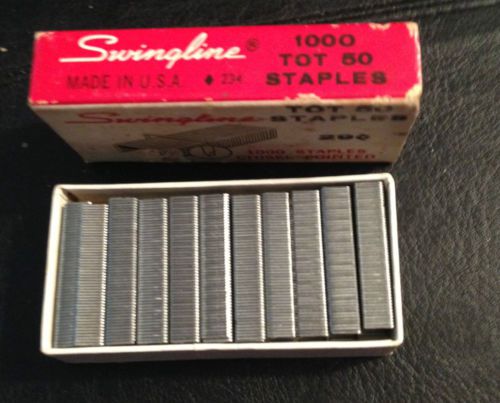 Swingline® 1000
TOT 50
MADE IN U.S.A. ♦ 234 STAPLES
TOT 50
Swingline STAPLES
29¢
1000 STAPLES